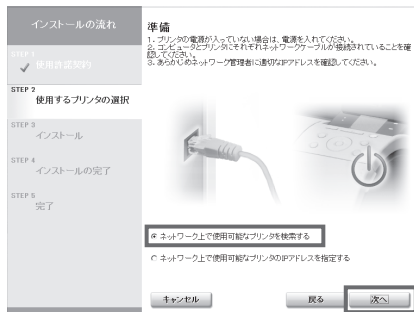 インストールの流れ
STEP 1
使用許諾契約
STEP 2
使用するプリンタの選択
STEP 3
インストール
STEP 4
インストールの完了
STEP 5
完了
準備
1. プリンタの電源が入っていない場合は、電源を入れてください。
2. コンピュータとプリンタにそれぞれネットワークケーブルが接続されていることを確
認してください。
3. あらかじめネットワーク管理者に適切なIPアドレスを確認してください。
ネットワーク上で使用可能なプリンタを検索する
ネットワーク上で使用可能なプリンタのIPアドレスを指定する
キャンセル
戻る
次へ